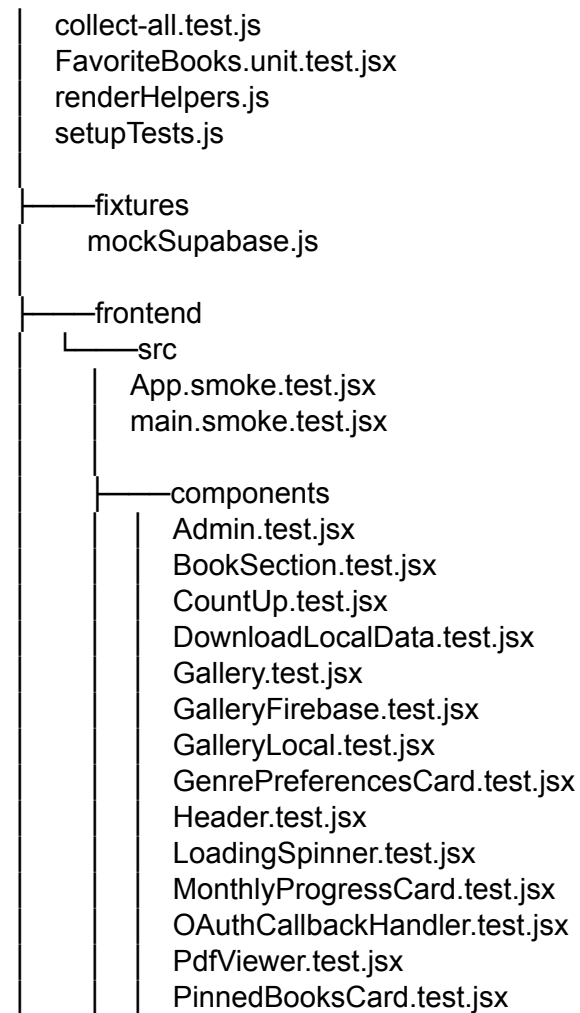 collect-all.test.js
FavoriteBooks.unit.test.jsx
renderHelpers.js
setupTests.js
fixtures
mockSupabase.js
frontend
src
App.smoke.test.jsx
main.smoke.test.jsx
components
Admin.test.jsx
BookSection.test.jsx
CountUp.test.jsx
DownloadLocalData.test.jsx
Gallery.test.jsx
GalleryFirebase.test.jsx
GalleryLocal.test.jsx
GenrePreferencesCard.test.jsx
Header.test.jsx
LoadingSpinner.test.jsx
MonthlyProgressCard.test.jsx
OAuthCallbackHandler.test.jsx
PdfViewer.test.jsx
PinnedBooksCard.test.jsx